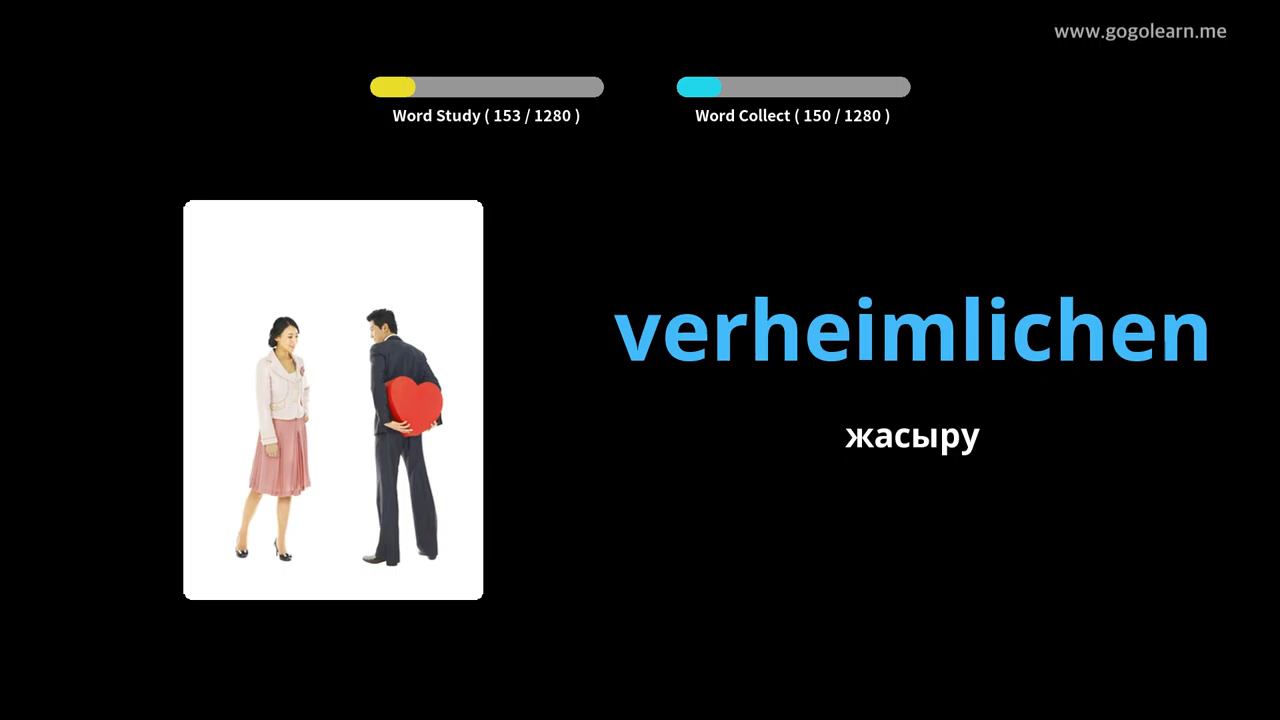 www.gogolearn.me
Word Study ( 153 / 1280 )
Word Collect ( 150 / 1280 )
verheimlichen
жасыру